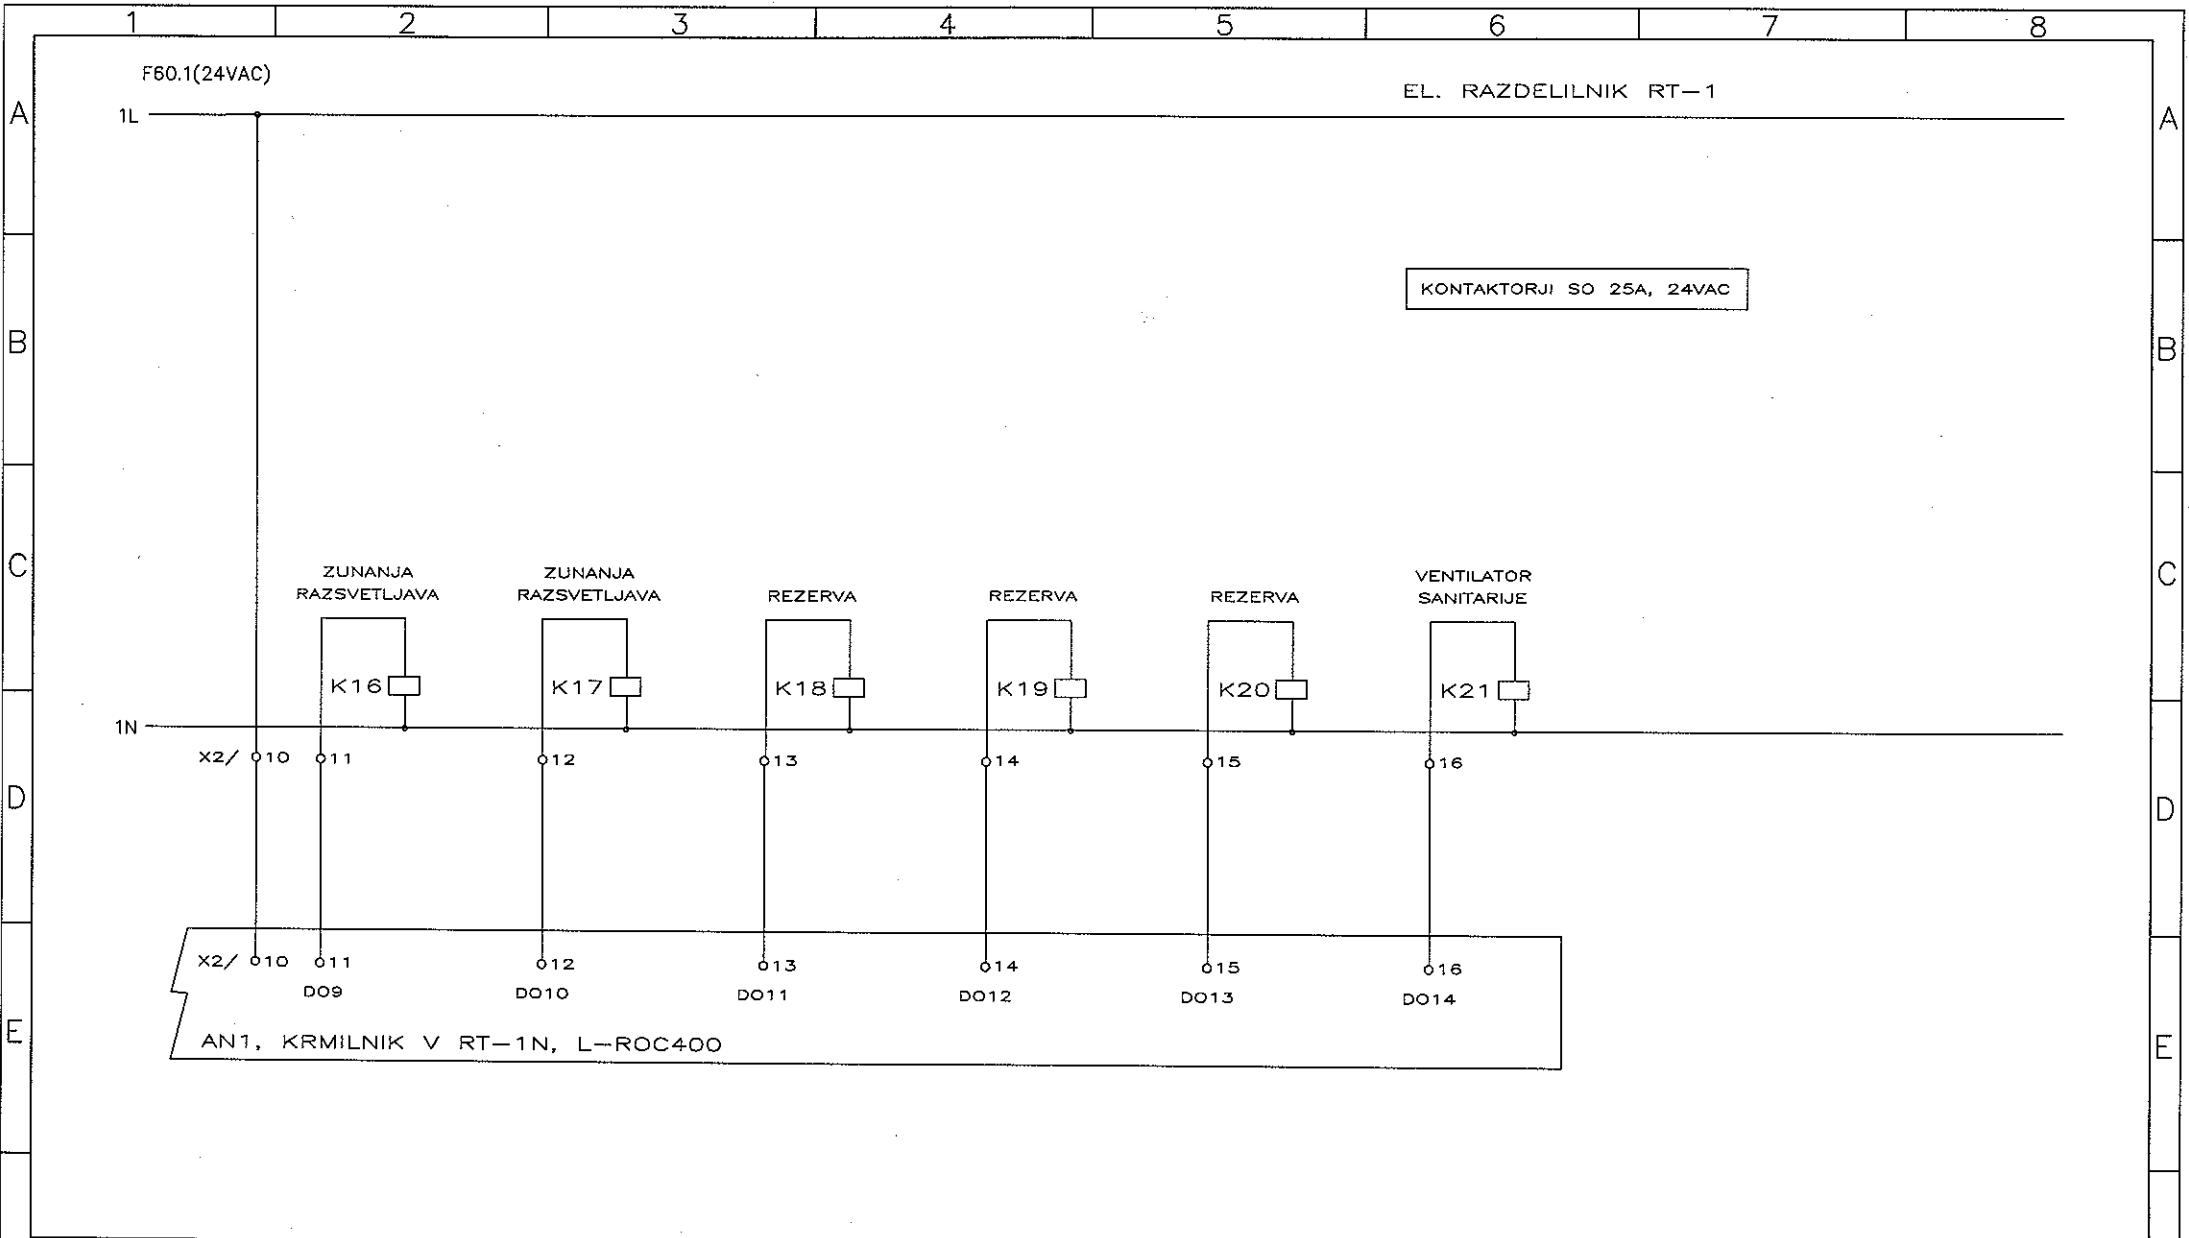 1 2 3 4 5 6 7 8
F60.1(24VAC)
EL. RAZDELILNIK RT-1
A A
1L
KONTAKTORJI SO 25A, 24VAC
B B
C C
ZUNANJA
RAZSVETLJAVA
ZUNANJA
RAZSVETLJAVA
REZERVA
REZERVA
REZERVA
VENTILATOR
SANITARIJE
K16 K17 K18 K19 K20 K21
1N
X2/ 10 11 12 13 14 15 16
D D
X2/ 10 11 12 13 14 15 16
DO9 DO10 DO11 DO12 DO13 DO14
E E
AN1, KRMILNIK V RT-1N, L-ROC400